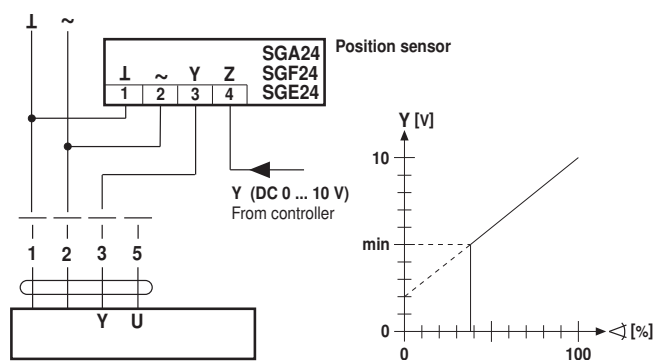 ⊥ ~
SGA24
SGF24
SGE24
Position sensor
⊥ ~ Y Z
1 2 3 4
Y (DC 0 ... 10 V)
From controller
1 2 3 5
Y U
Y [V]
10
min
0
0 100
[%]